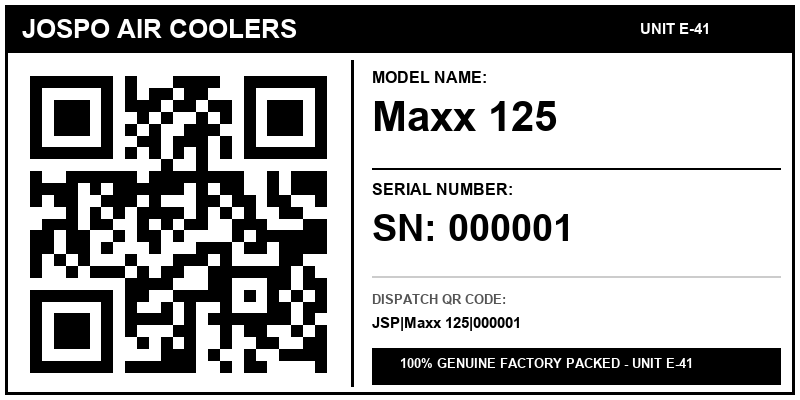 JOSPO AIR COOLERS
UNIT E-41
MODEL NAME:
Maxx 125
SERIAL NUMBER:
SN: 000001
DISPATCH QR CODE:
JSP|Maxx 125|000001
100% GENUINE FACTORY PACKED - UNIT E-41